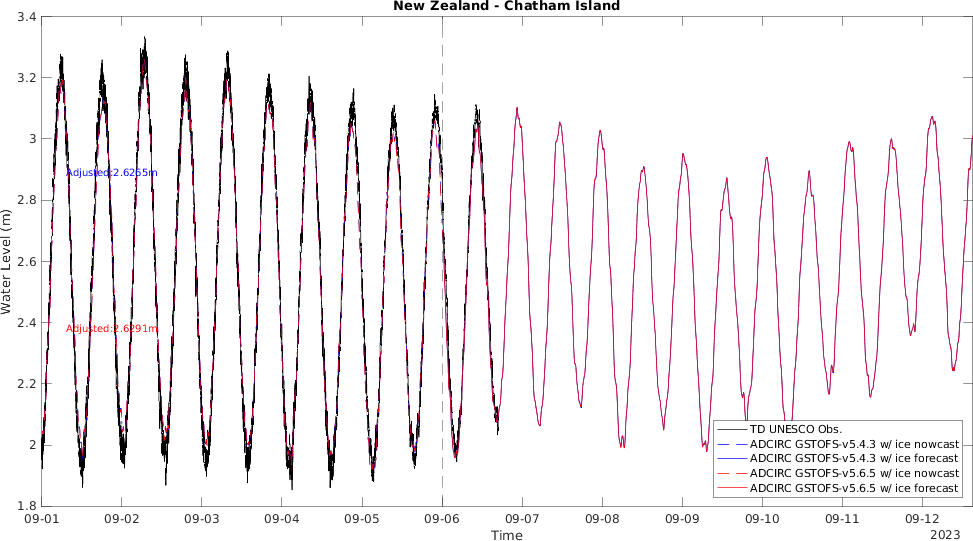 New Zealand - Chatham Island
3.4
3.2
3
2.8
2.6
2.4
2.2
2
1.8
Water Level (m)
Adjusted:2.6265m
Adjusted:2.6291m
TD UNESCO Obs.
ADCIRC GSTOFS-v5.4.3 w/ ice nowcast
ADCIRC GSTOFS-v5.4.3 w/ ice forecast
ADCIRC GSTOFS-v5.6.5 w/ ice nowcast
ADCIRC GSTOFS-v5.6.5 w/ ice forecast
09-01 09-02 09-03 09-04 09-05 09-06 09-07 09-08 09-09 09-10 09-11 09-12
2023
Time